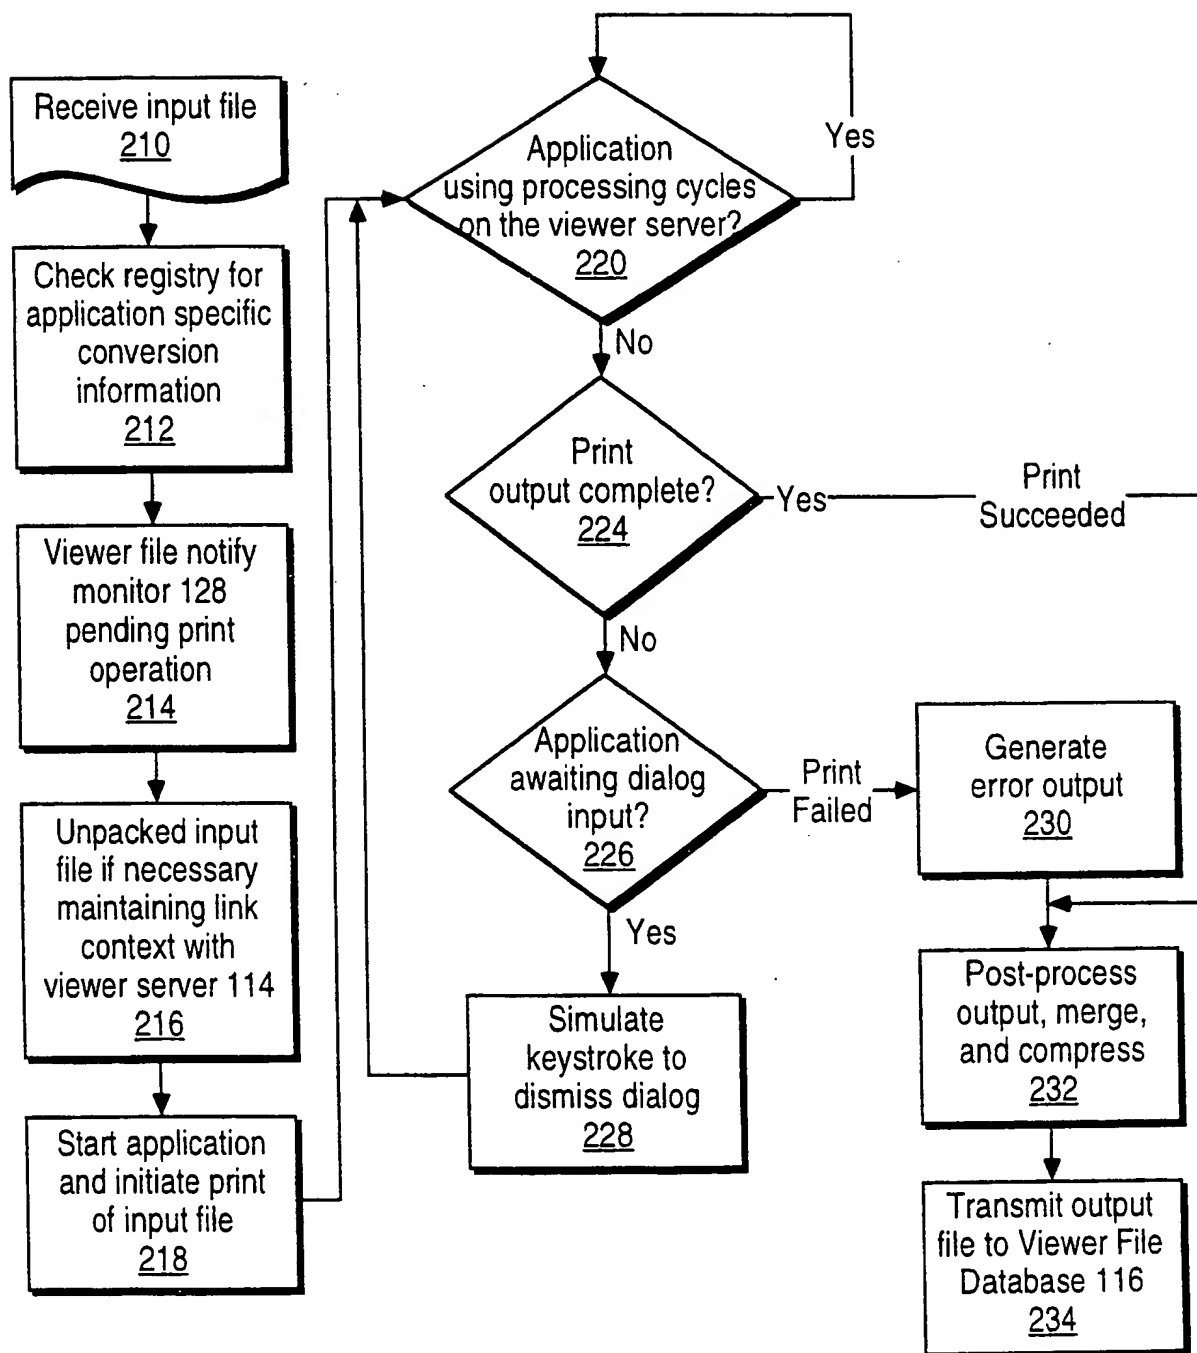 Receive input file
210
Check registry for
application specific
conversion
information
212
Viewer file notify
monitor 128
pending print
operation
214
Unpacked input
file if necessary
maintaining link
context with
viewer server 114
216
Start application
and initiate print
of input file
218
Application
using processing cycles
on the viewer server?
220
Yes
No
Print
output complete?
224
Yes
Print
Succeeded
No
Application
awaiting dialog
input?
226
Print
Failed
Yes
Simulate
keystroke to
dismiss dialog
228
Generate
error output
230
Post-process
output, merge,
and compress
232
Transmit output
file to Viewer File
Database 116
234